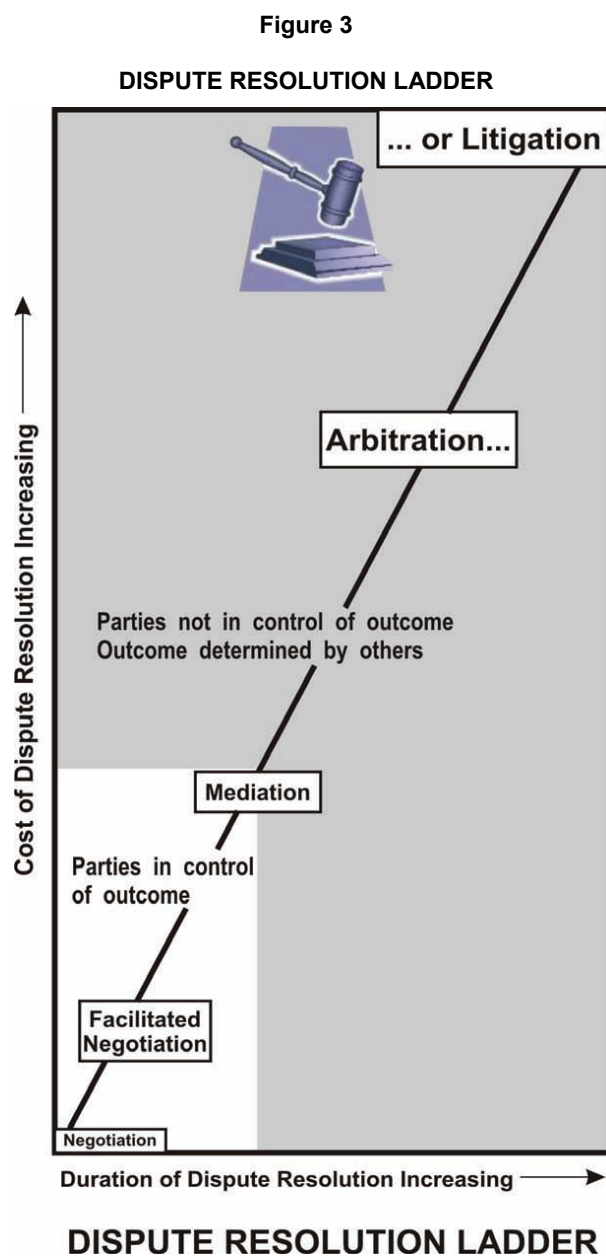 Figure 3
DISPUTE RESOLUTION LADDER
... or Litigation
Arbitration...
Parties not in control of outcome
Outcome determined by others
Mediation
Parties in control
of outcome
Facilitated
Negotiation
Negotiation
Cost of Dispute Resolution Increasing
Duration of Dispute Resolution Increasing
DISPUTE RESOLUTION LADDER